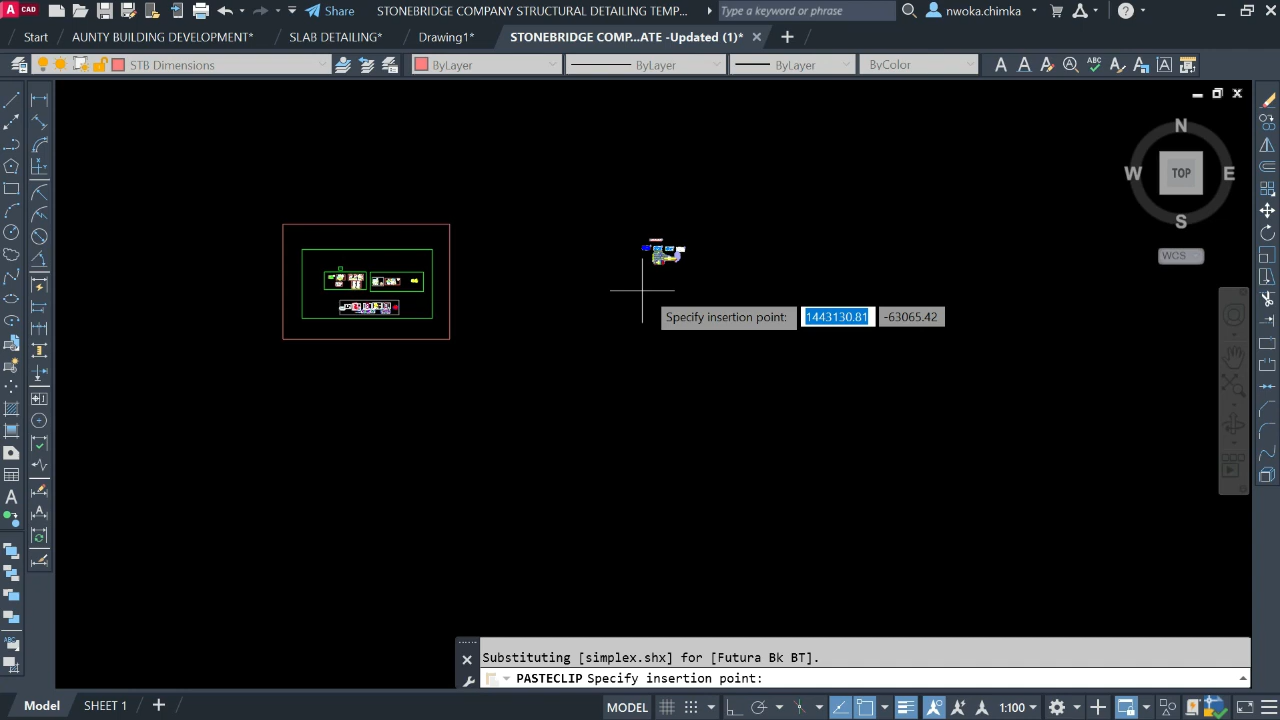 A CAD
Share
STONEBRIDGE COMPANY STRUCTURAL DETAILING TEMP...
Type a keyword or phrase
nwoka.chimka
Start
AUNTY BUILDING DEVELOPMENT*
SLAB DETAILING*
Drawing1*
STONEBRIDGE COMP...ATE -Updated (1)*
STB Dimensions
ByLayer
ByLayer
ByLayer
ByColor
N
W
TOP
E
S
WCS
Specify insertion point:
1443130.81
-63065.42
Substituting [simplex.shx] for [Futura Bk BT].
PASTECLIP Specify insertion point:
Model
SHEET 1
MODEL
1:100